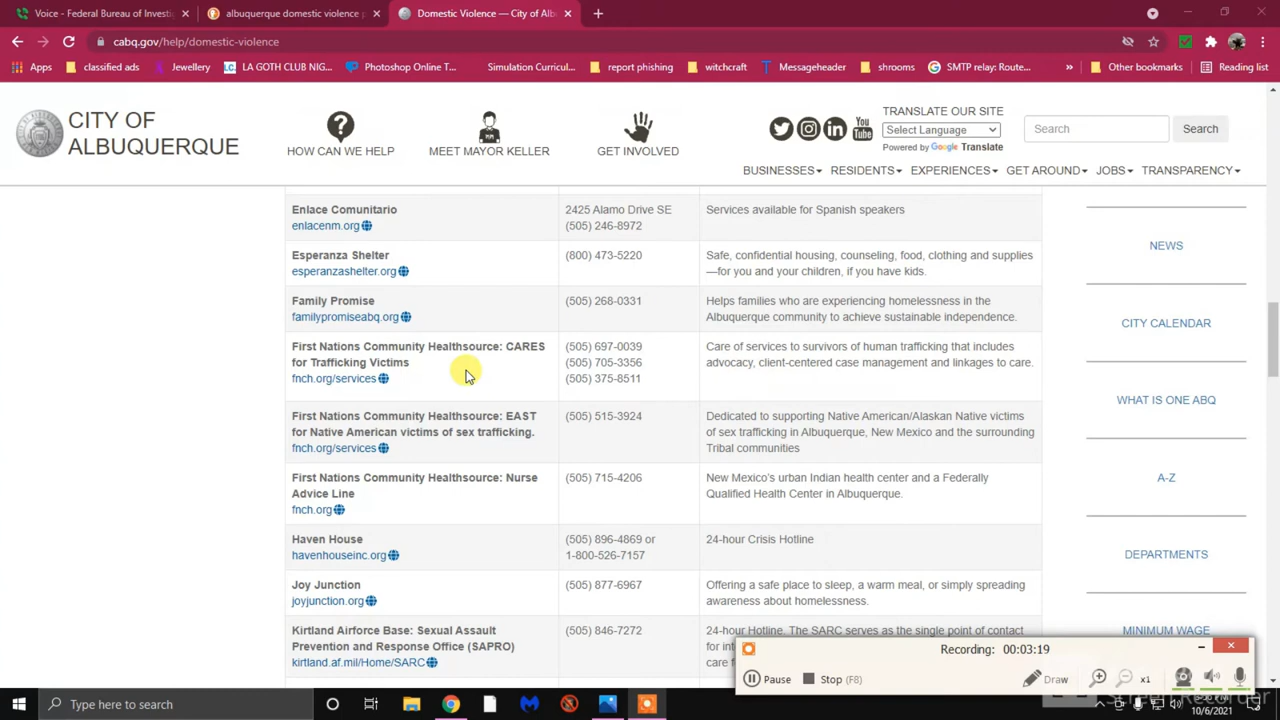 Voice - Federal Bureau of Investig
albuquerque domestic violence p
Domestic Violence — City of Alb
cabq.gov/help/domestic-violence
Apps classified ads Jewellery LA GOTH CLUB NIG... Photoshop Online T... Simulation Curricul... report phishing witchcraft Messageheader shrooms SMTP relay: Route... » Other bookmarks Reading list
CITY OF
ALBUQUERQUE
HOW CAN WE HELP
MEET MAYOR KELLER
GET INVOLVED
TRANSLATE OUR SITE
Select Language
Powered by Google Translate
You Tube
Search
Search
BUSINESSES RESIDENTS EXPERIENCES GET AROUND JOBS TRANSPARENCY
Enlace Comunitario
enlacenm.org
2425 Alamo Drive SE
(505) 246-8972
Services available for Spanish speakers
Esperanza Shelter
esperanzashelter.org
(800) 473-5220
Safe, confidential housing, counseling, food, clothing and supplies
—for you and your children, if you have kids.
Family Promise
familypromiseabq.org
(505) 268-0331
Helps families who are experiencing homelessness in the
Albuquerque community to achieve sustainable independence.
First Nations Community Healthsource: CARES
for Trafficking Victims
fnch.org/services
(505) 697-0039
(505) 705-3356
(505) 375-8511
Care of services to survivors of human trafficking that includes
advocacy, client-centered case management and linkages to care.
First Nations Community Healthsource: EAST
for Native American victims of sex trafficking.
fnch.org/services
(505) 515-3924
Dedicated to supporting Native American/Alaskan Native victims
of sex trafficking in Albuquerque, New Mexico and the surrounding
Tribal communities
First Nations Community Healthsource: Nurse
Advice Line
fnch.org
(505) 715-4206
New Mexico's urban Indian health center and a Federally
Qualified Health Center in Albuquerque.
Haven House
havenhouseinc.org
(505) 896-4869 or
1-800-526-7157
24-hour Crisis Hotline
Joy Junction
joyjunction.org
(505) 877-6967
Offering a safe place to sleep, a warm meal, or simply spreading
awareness about homelessness.
Kirtland Airforce Base: Sexual Assault
Prevention and Response Office (SAPRO)
kirtland.af.mil/Home/SARC
(505) 846-7272
24-hour Hotline. The SARC serves as the single point of contact
for in
care f
NEWS
CITY CALENDAR
WHAT IS ONE ABQ
A-Z
DEPARTMENTS
MINIMUM WAGE
Recording: 00:03:19
Pause Stop (F8) Draw x1
Type here to search
10/6/2021